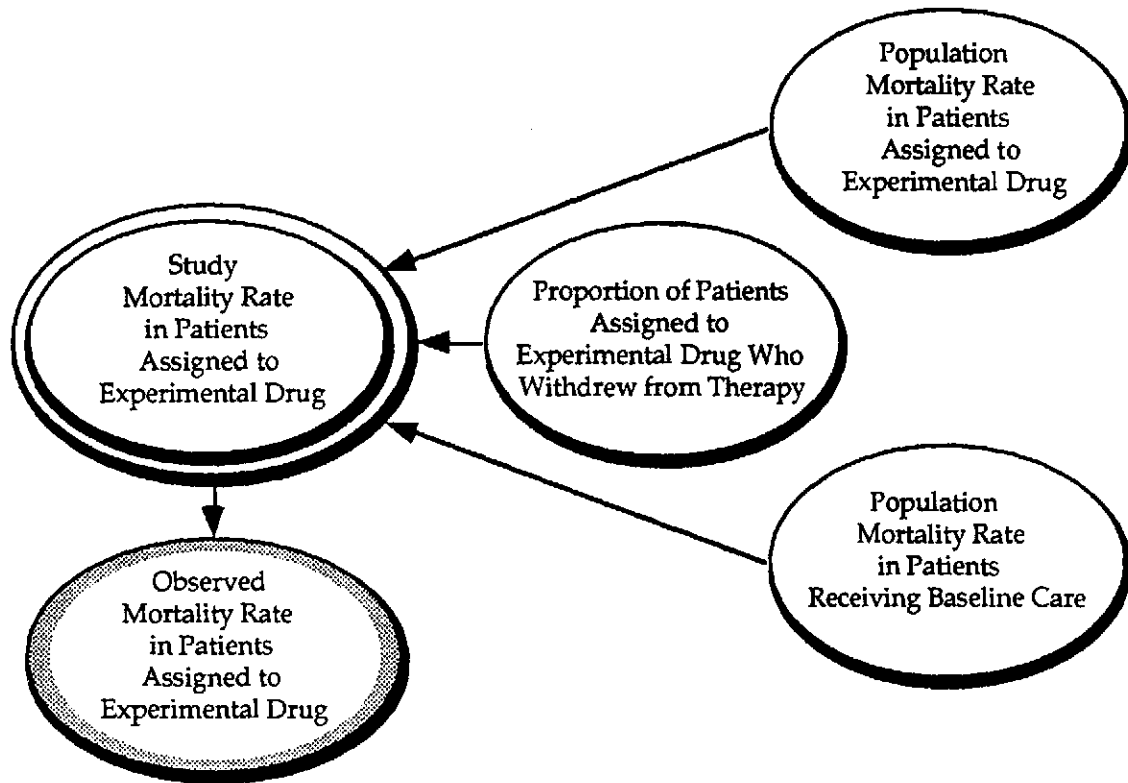 Population
Mortality Rate
in Patients
Assigned to
Experimental Drug
Study
Mortality Rate
in Patients
Assigned to
Experimental Drug
Proportion of Patients
Assigned to
Experimental Drug Who
Withdrew from Therapy
Population
Mortality Rate
in Patients
Receiving Baseline Care
Observed
Mortality Rate
in Patients
Assigned to
Experimental Drug